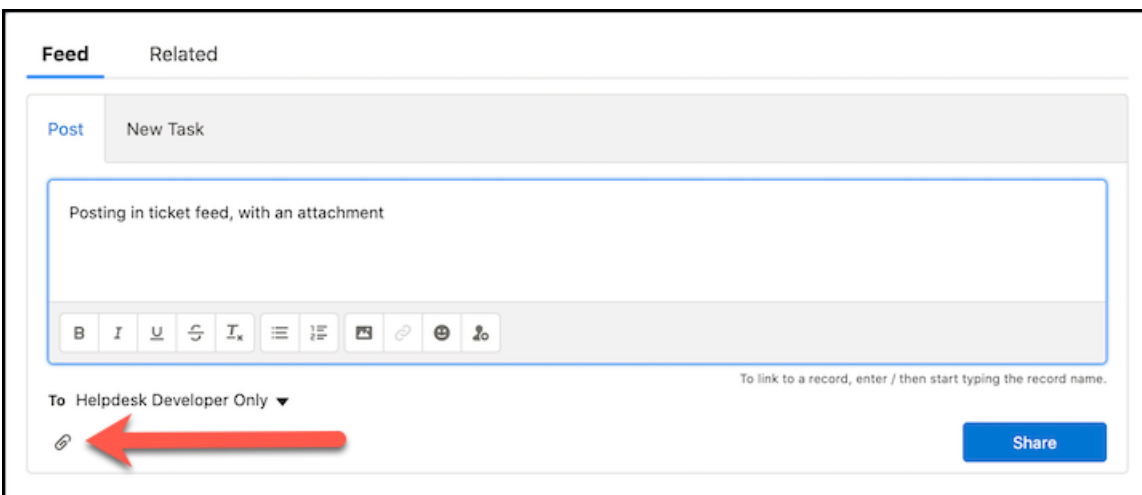 Feed Related
Post New Task
Posting in ticket feed, with an attachment
B I U S Tx
To link to a record, enter / then start typing the record name.
To Helpdesk Developer Only
Share